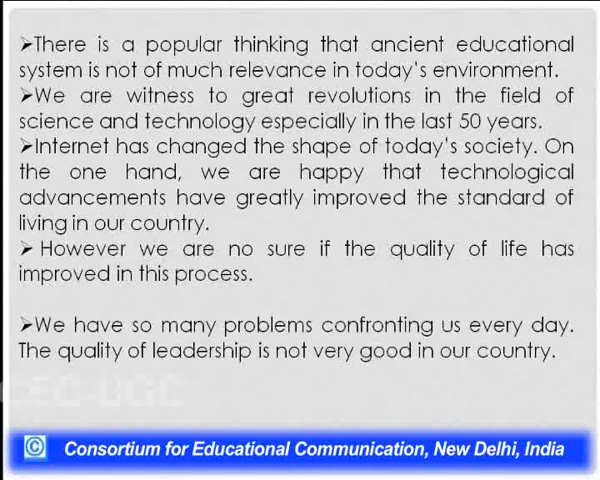 ➢There is a popular thinking that ancient educational
system is not of much relevance in today's environment.
➢We are witness to great revolutions in the field of
science and technology especially in the last 50 years.
➢Internet has changed the shape of today's society. On
the one hand, we are happy that technological
advancements have greatly improved the standard of
living in our country.
➢ However we are no sure if the quality of life has
improved in this process.
➢We have so many problems confronting us every day.
The quality of leadership is not very good in our country.
CEC-UGC
© Consortium for Educational Communication, New Delhi, India